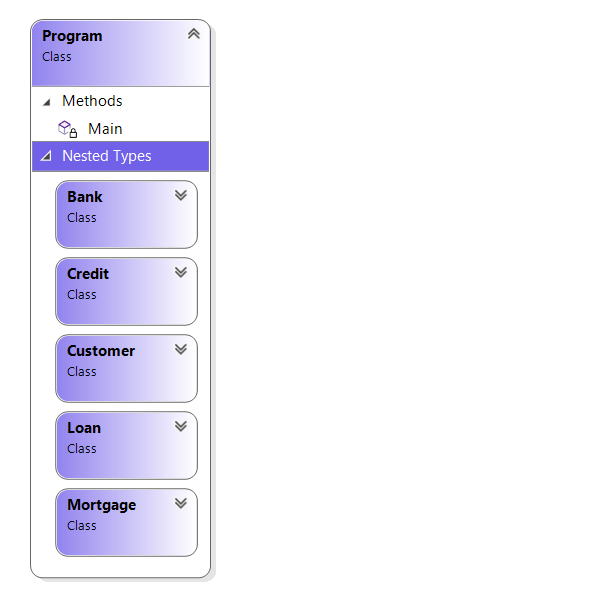 Program
Class
Methods
Main
Nested Types
Bank
Class
Credit
Class
Customer
Class
Loan
Class
Mortgage
Class